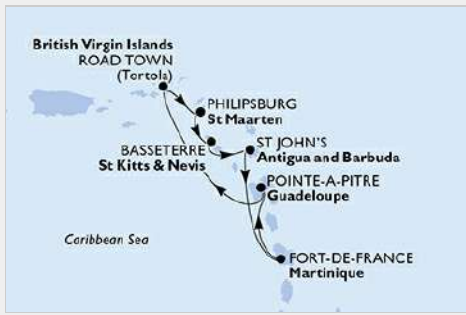 British Virgin Islands
ROAD TOWN
(Tortola)
PHILIPSBURG
St Maarten
BASSETERRE
St Kitts & Nevis
ST JOHN'S
Antigua and Barbuda
POINTE-A-PITRE
Guadeloupe
Caribbean Sea
FORT-DE-FRANCE
Martinique